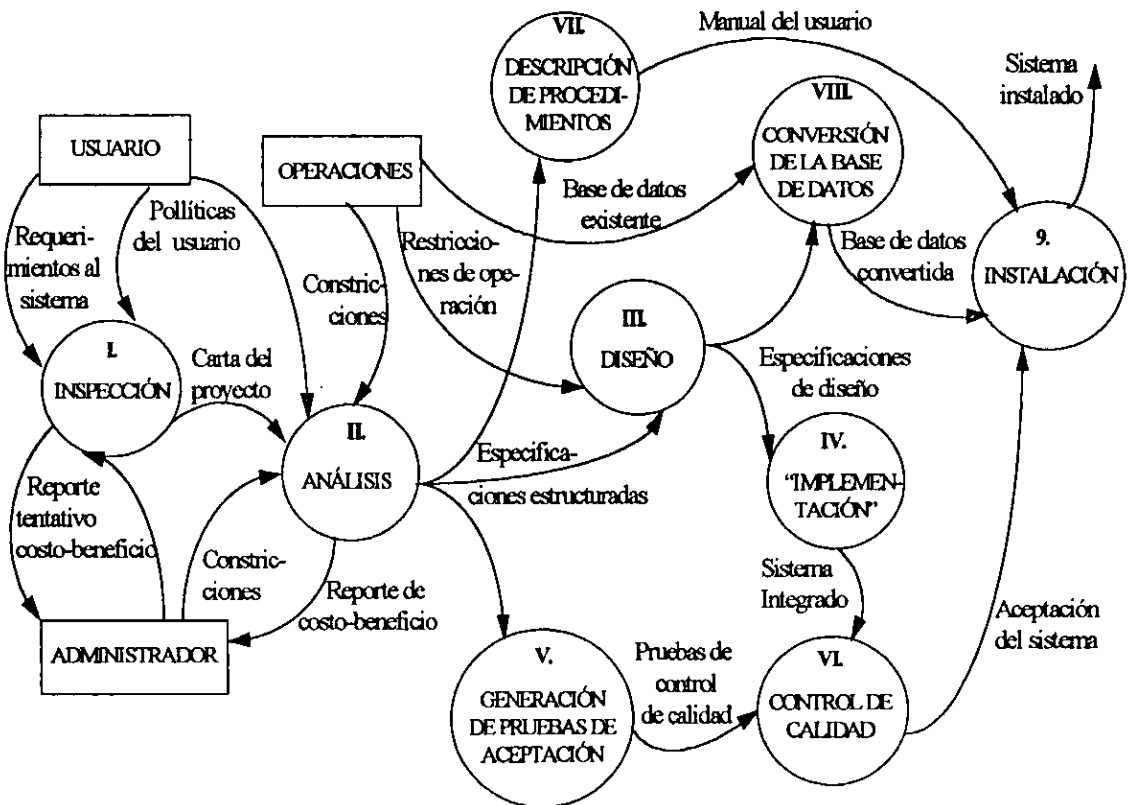 VII.
DESCRIPCIÓN
DE PROCEDI-
MIENTOS
Manual del usuario
Sistema
instalado
VIII.
CONVERSIÓN
DE LA BASE
DE DATOS
USUARIO
OPERACIONES
Base de datos
existente
Pollíticas
del usuario
Requeri-
mientos al
sistema
Restriccio-
nes de ope-
ración
Constric-
ciones
Base de datos
convertida
9.
INSTALACIÓN
I.
INSPECCIÓN
Carta del
proyecto
III.
DISEÑO
Especificaciones
de diseño
II.
ANÁLISIS
Especifica-
ciones estructuradas
IV.
“IMPLEMEN-
TACIÓN”
Reporte
tentativo
costo-beneficio
Constric-
ciones
Reporte de
costo-beneficio
Sistema
Integrado
Aceptación
del sistema
ADMINISTRADOR
V.
GENERACIÓN
DE PRUEBAS DE
ACEPTACIÓN
Pruebas de
control
de calidad
VI.
CONTROL DE
CALIDAD